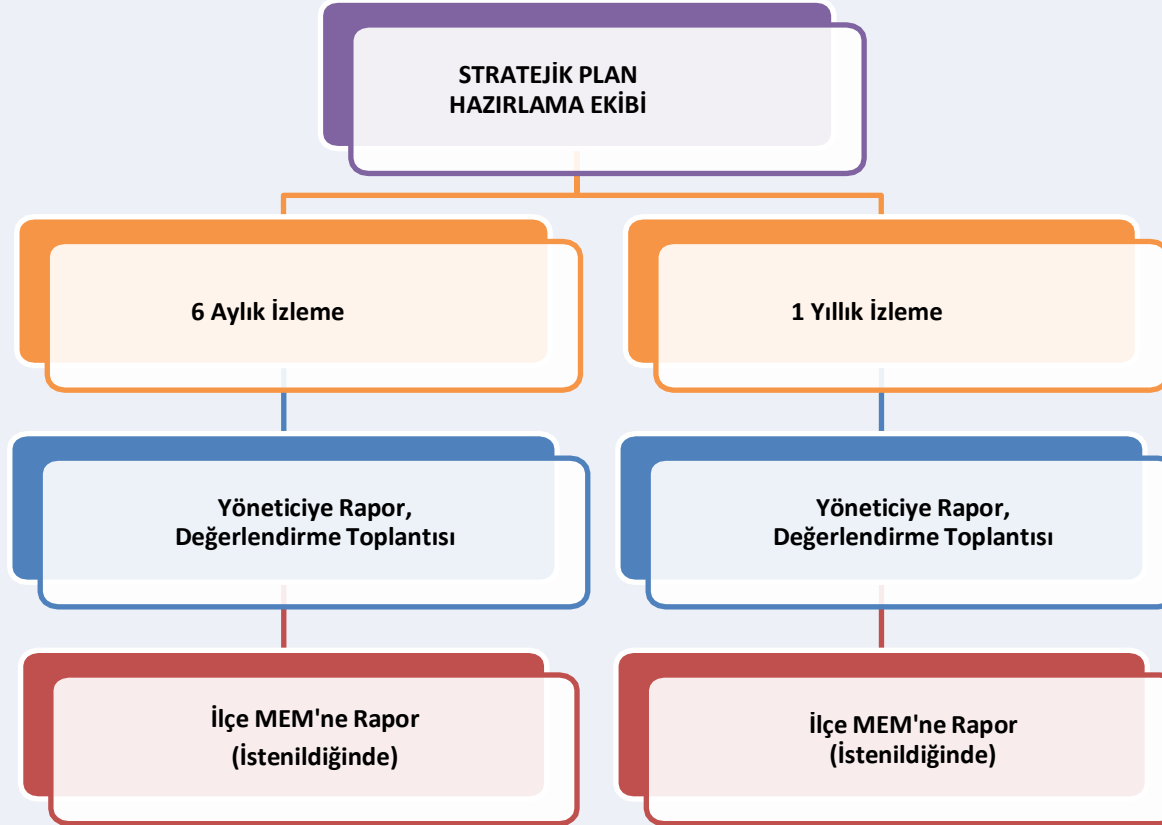 STRATEJİK PLAN
HAZIRLAMA EKİBİ
6 Aylık İzleme
1 Yıllık İzleme
Yöneticiye Rapor,
Değerlendirme Toplantısı
Yöneticiye Rapor,
Değerlendirme Toplantısı
İlçe MEM'ne Rapor
(İstenildiğinde)
İlçe MEM'ne Rapor
(İstenildiğinde)